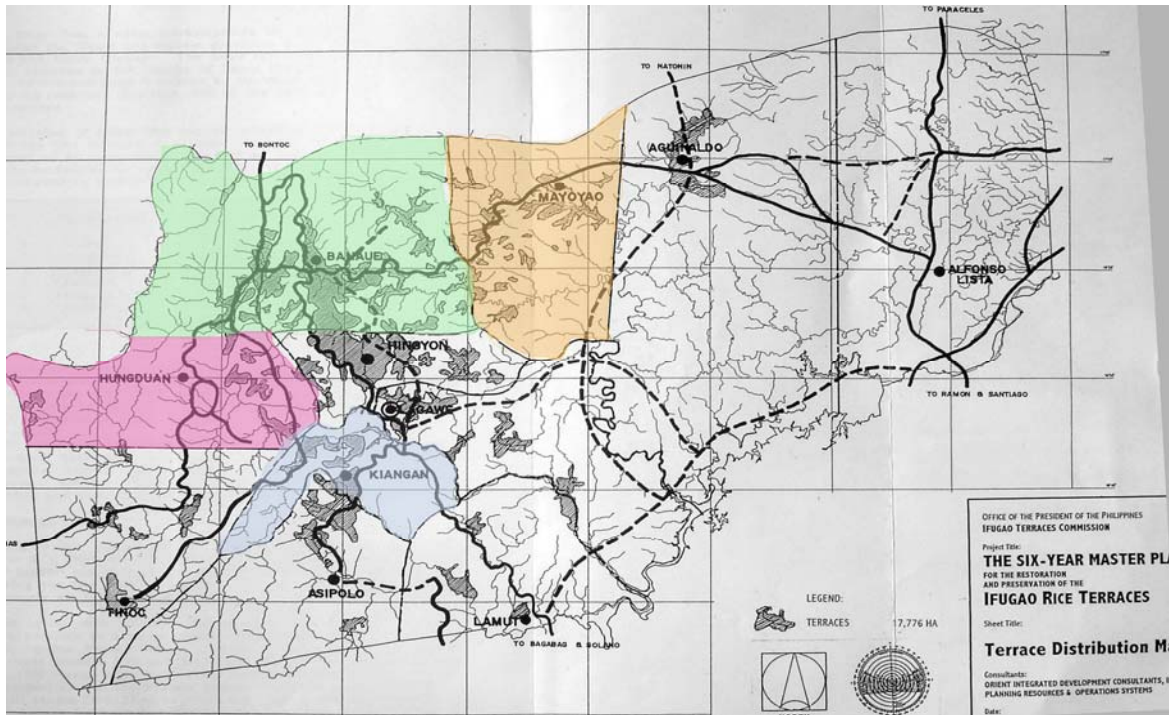 TO PARACELES
TO NATONIN
AGUINALDO
TO BONTOC
MAYOYAO
BANAUE
ALFONSO
LISTA
HINGYON
HUNGDUAN
TO RAMON & SANTIAGO
LAGAWE
KIANGAN
ASIPOLO
TINOC
LAMUT
TO BAGABAG & SOLANO
LEGEND:
TERRACES 17,776 HA
OFFICE OF THE PRESIDENT OF THE PHILIPPINES
IFUGAO TERRACES COMMISSION
Project Title:
THE SIX-YEAR MASTER PLA
FOR THE RESTORATION
AND PRESERVATION OF THE
IFUGAO RICE TERRACES
Sheet Title:
Terrace Distribution Ma
Consultants:
ORIENT INTEGRATED DEVELOPMENT CONSULTANTS, I
PLANNING RESOURCES & OPERATIONS SYSTEMS
Date: